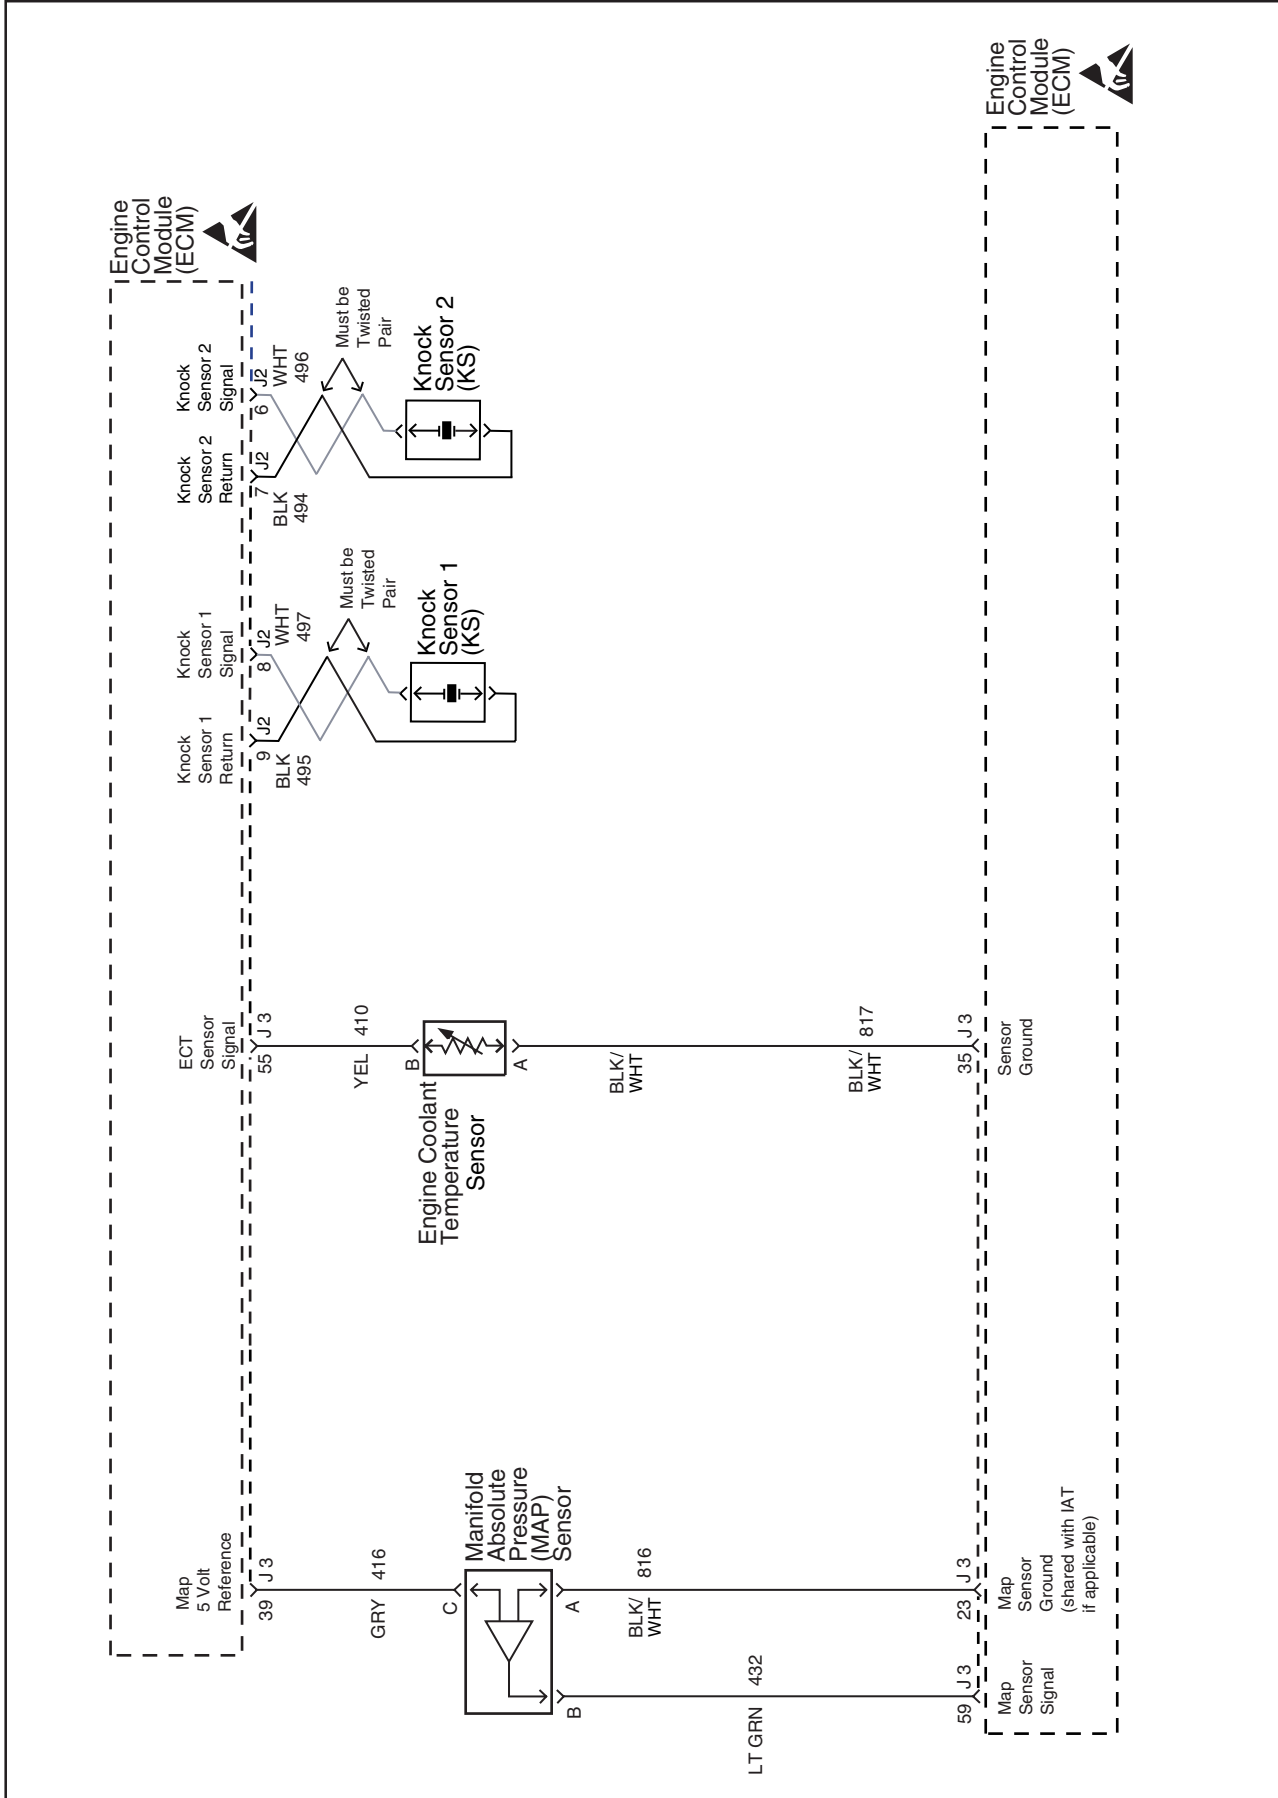 Engine
Control
Module
(ECM)
Map
5 Volt
Reference
39 J 3
GRY 416
C
Manifold
Absolute
Pressure
(MAP)
Sensor
B
A
BLK/
WHT
816
LT GRN 432
59 J 3
Map
Sensor
Signal
23 J 3
Map
Sensor
Ground
(shared with IAT
if applicable)
ECT
Sensor
Signal
55 J 3
YEL 410
B
Engine Coolant
Temperature
Sensor
A
BLK/
WHT
BLK/
WHT
817
35 J 3
Sensor
Ground
Knock
Sensor 1
Return
9 J2
BLK
495
Knock
Sensor 1
Signal
8 J2
WHT
497
Must be
Twisted
Pair
Knock
Sensor 1
(KS)
Knock
Sensor 2
Return
7 J2
BLK
494
Knock
Sensor 2
Signal
6 J2
WHT
496
Must be
Twisted
Pair
Knock
Sensor 2
(KS)
Engine
Control
Module
(ECM)